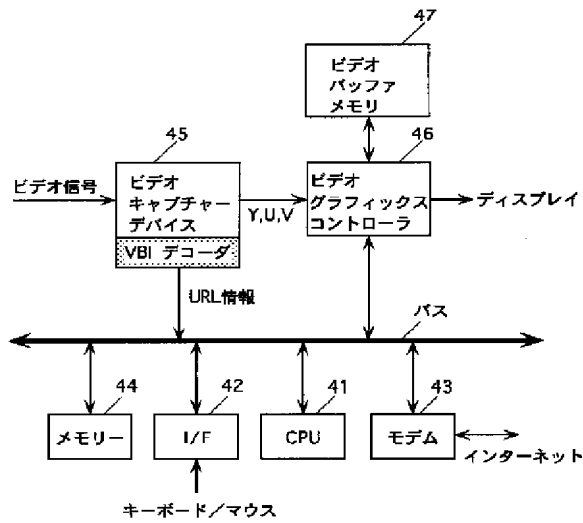 47
ビデオ
バッファ
メモリ
45
46
ビデオ信号
ビデオ
キャプチャー
デバイス
VBI デコーダ
Y,U,V
ビデオ
グラフィックス
コントローラ
ディスプレイ
URL情報
バス
44
42
41
43
メモリー
I/F
CPU
モデム
インターネット
キーボード／マウス